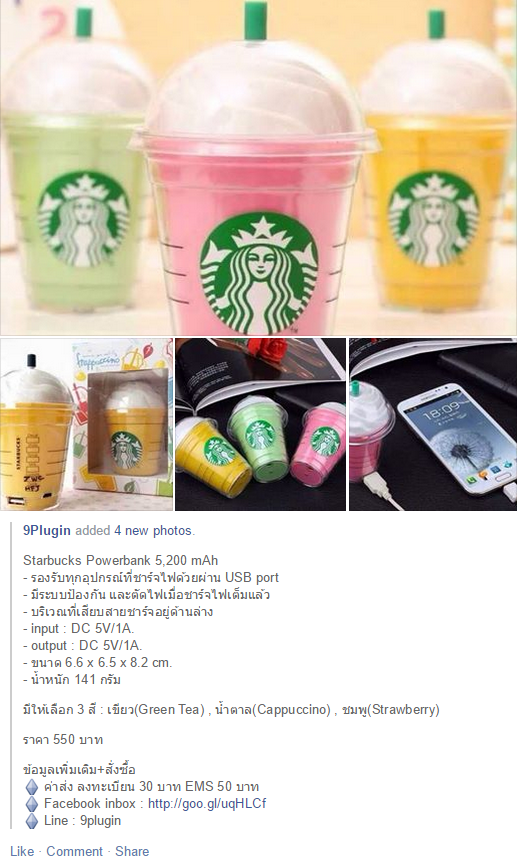 frappuccino
STARBUCKS
18:09
9Plugin added 4 new photos.
Starbucks Powerbank 5,200 mAh
- รองรับทุกอุปกรณ์ที่ชาร์จไฟด้วยผ่าน USB port
- มีระบบป้องกัน และตัดไฟเมื่อชาร์จไฟเต็มแล้ว
- บริเวณที่เสียบสายชาร์จอยู่ด้านล่าง
- input : DC 5V/1A.
- output : DC 5V/1A.
- ขนาด 6.6 x 6.5 x 8.2 cm.
- น้ำหนัก 141 กรัม
มีให้เลือก 3 สี : เขียว(Green Tea) , น้ำตาล(Cappuccino) , ชมพู(Strawberry)
ราคา 550 บาท
ข้อมูลเพิ่มเติม+สั่งซื้อ
ค่าส่ง ลงทะเบียน 30 บาท EMS 50 บาท
Facebook inbox : http://goo.gl/uqHLCf
Line : 9plugin
Like · Comment · Share